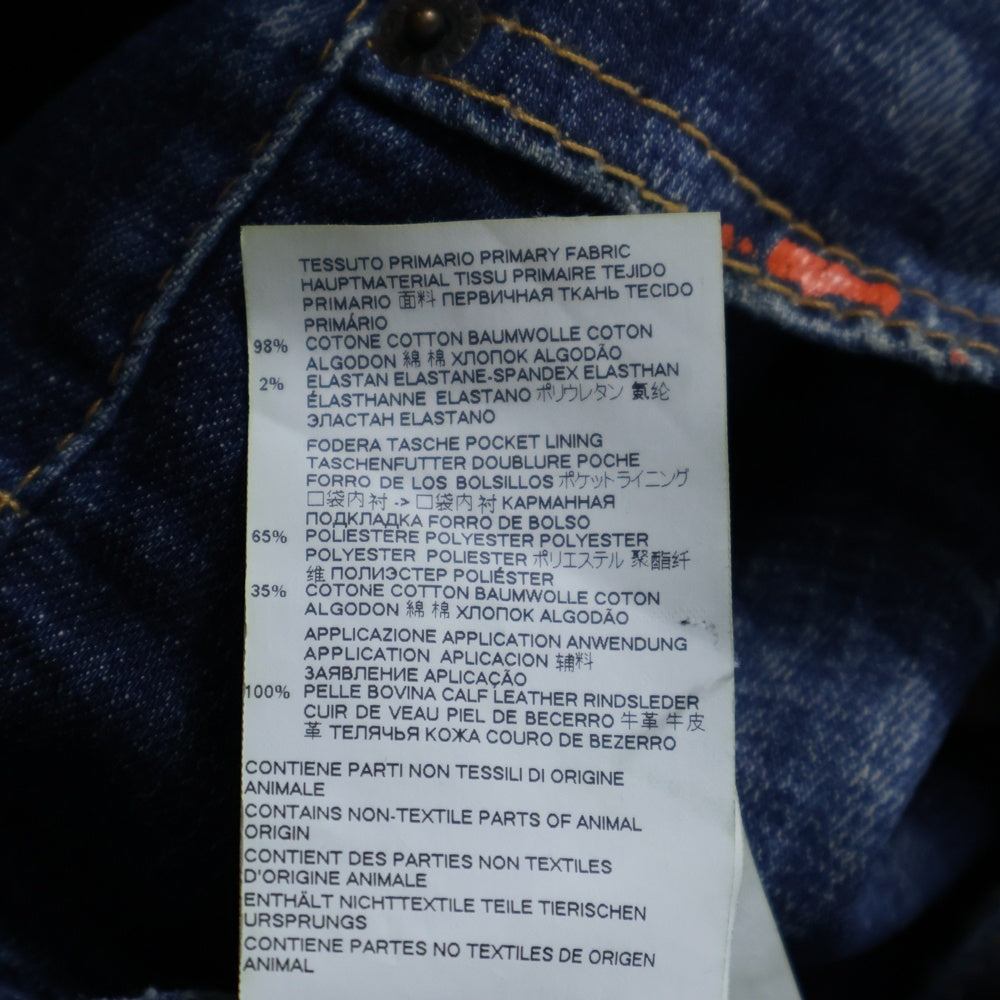 TESSUTO PRIMARIO PRIMARY FABRIC
HAUPTMATERIAL TISSU PRIMAIRE TEJIDO
PRIMARIO 面料 ПЕРВИЧНАЯ ТКАНЬ TECIDO
PRIMÁRIO
98% COTONE COTTON BAUMWOLLE COTON
ALGODON 綿 棉 ХЛОПОК ALGODÃO
2% ELASTAN ELASTANE-SPANDEX ELASTHAN
ÉLASTHANNE ELASTANO ポリウレタン 氨纶
ЭЛАСТАН ELASTANO
FODERA TASCHE POCKET LINING
TASCHENFUTTER DOUBLURE POCHE
FORRO DE LOS BOLSILLOS ポケットライニング
口袋内衬 -> 口袋内衬 КАРМАННАЯ
ПОДКЛАДКА FORRO DE BOLSO
65% POLIESTERE POLYESTER POLYESTER
POLYESTER POLIESTER ポリエステル 聚酯纤
维 ПОЛИЭСТЕР POLIÉSTER
35% COTONE COTTON BAUMWOLLE COTON
ALGODON 綿 棉 ХЛОПОК ALGODÃO
APPLICAZIONE APPLICATION ANWENDUNG
APPLICATION APLICACION 辅料
ЗАЯВЛЕНИЕ APLICAÇÃO
100% PELLE BOVINA CALF LEATHER RINDSLEDER
CUIR DE VEAU PIEL DE BECERRO 牛革 牛皮
革 ТЕЛЯЧЬЯ КОЖА COURO DE BEZERRO
CONTIENE PARTI NON TESSILI DI ORIGINE
ANIMALE
CONTAINS NON-TEXTILE PARTS OF ANIMAL
ORIGIN
CONTIENT DES PARTIES NON TEXTILES
D'ORIGINE ANIMALE
ENTHÄLT NICHTTEXTILE TEILE TIERISCHEN
URSPRUNGS
CONTIENE PARTES NO TEXTILES DE ORIGEN
ANIMAL